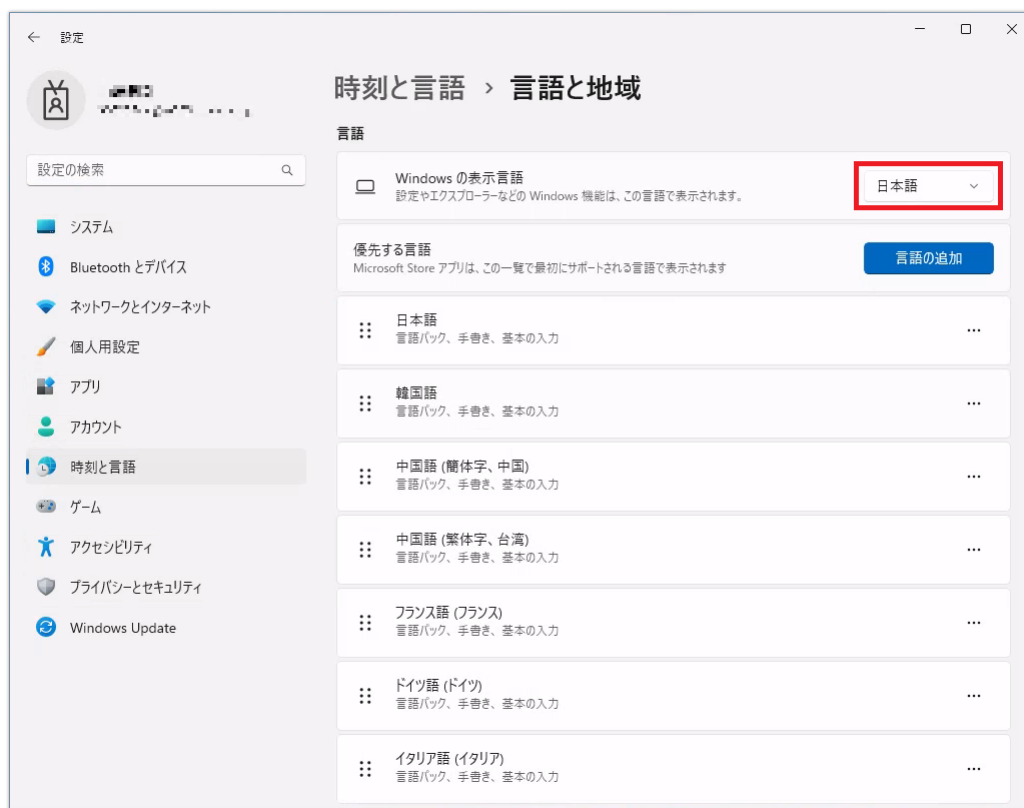 設定
時刻と言語 › 言語と地域
言語
設定の検索
Windows の表示言語
設定やエクスプローラーなどの Windows 機能は、この言語で表示されます。
日本語
優先する言語
Microsoft Store アプリは、この一覧で最初にサポートされる言語で表示されます
言語の追加
システム
Bluetooth とデバイス
ネットワークとインターネット
個人用設定
アプリ
アカウント
時刻と言語
ゲーム
アクセシビリティ
プライバシーとセキュリティ
Windows Update
日本語
言語パック、手書き、基本の入力
韓国語
言語パック、手書き、基本の入力
中国語 (簡体字、中国)
言語パック、手書き、基本の入力
中国語 (繁体字、台湾)
言語パック、手書き、基本の入力
フランス語 (フランス)
言語パック、手書き、基本の入力
ドイツ語 (ドイツ)
言語パック、手書き、基本の入力
イタリア語 (イタリア)
言語パック、手書き、基本の入力